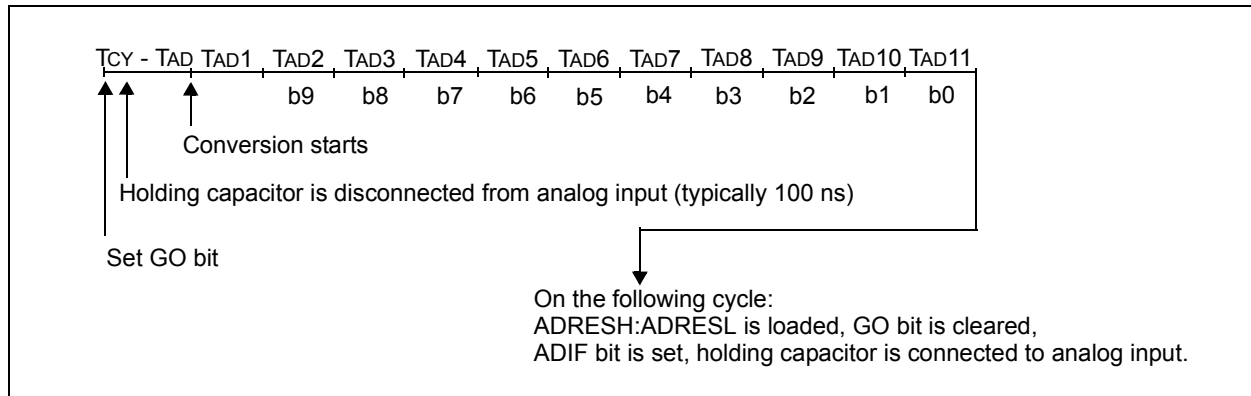 TCY - TAD TAD1 TAD2 TAD3 TAD4 TAD5 TAD6 TAD7 TAD8 TAD9 TAD10 TAD11
b9 b8 b7 b6 b5 b4 b3 b2 b1 b0
Conversion starts
Holding capacitor is disconnected from analog input (typically 100 ns)
Set GO bit
On the following cycle:
ADRESH:ADRESL is loaded, GO bit is cleared,
ADIF bit is set, holding capacitor is connected to analog input.